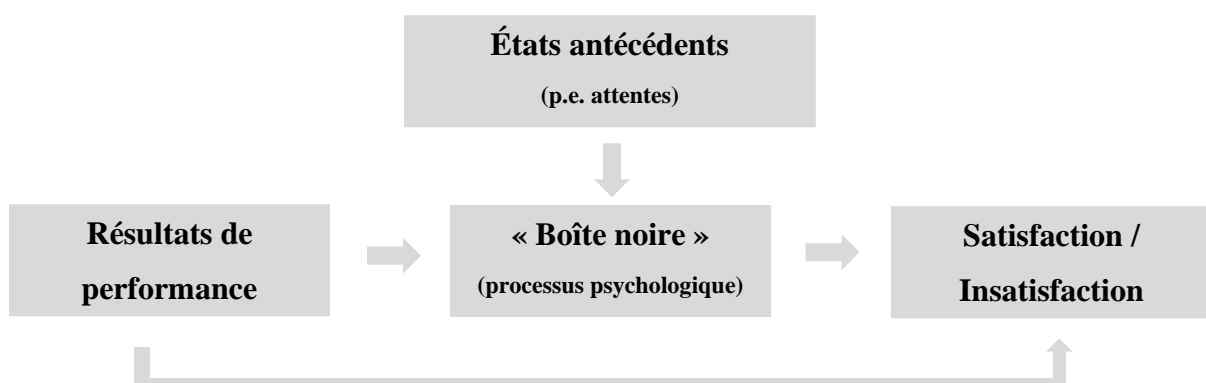 États antécédents
(p.e. attentes)
Résultats de
performance
« Boîte noire »
(processus psychologique)
Satisfaction /
Insatisfaction